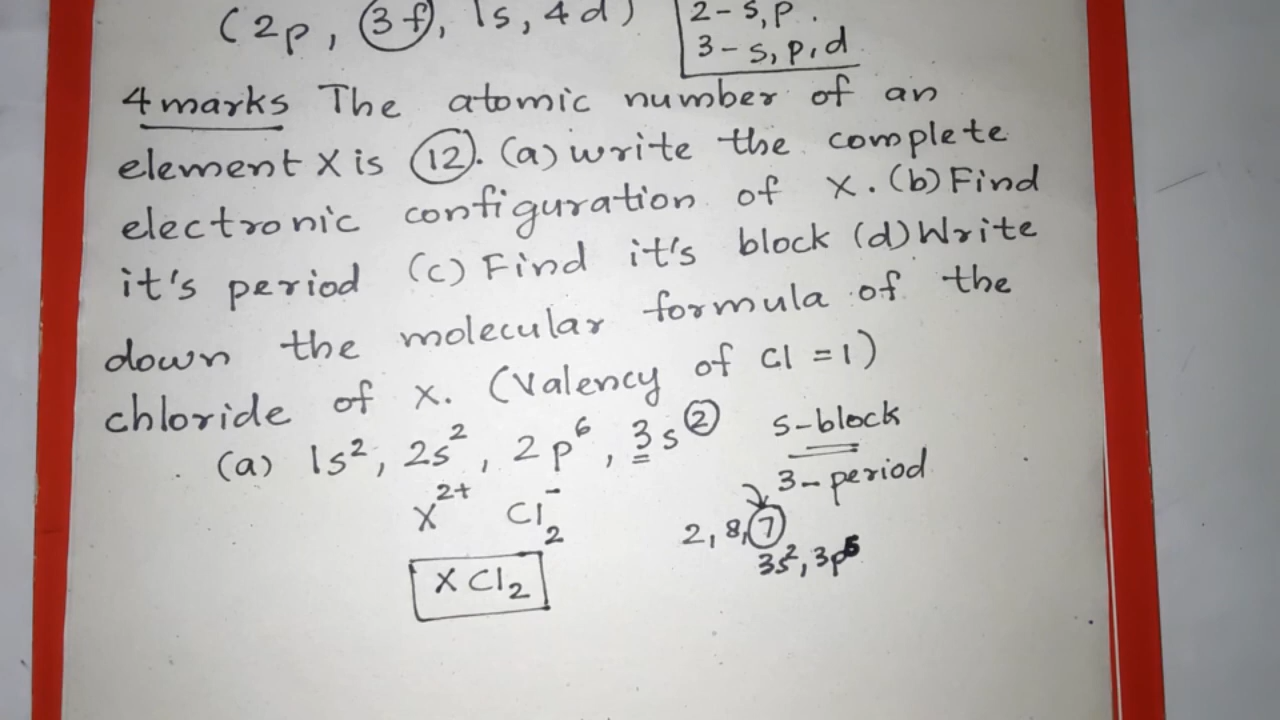 (2p, 3f, 1s, 4d) 2-s,p.
3-s,p,d
4marks The atomic number of an
element X is 12. (a) write the complete
electronic configuration of X. (b) Find
it's period (c) Find it's block (d) Write
down the molecular formula of the
chloride of X. (Valency of Cl = 1)
(a) 1s², 2s², 2p⁶, 3s² s-block
3-period
X²⁺ Cl⁻₂ 2,8,7
3s², 3p⁵
XCl₂